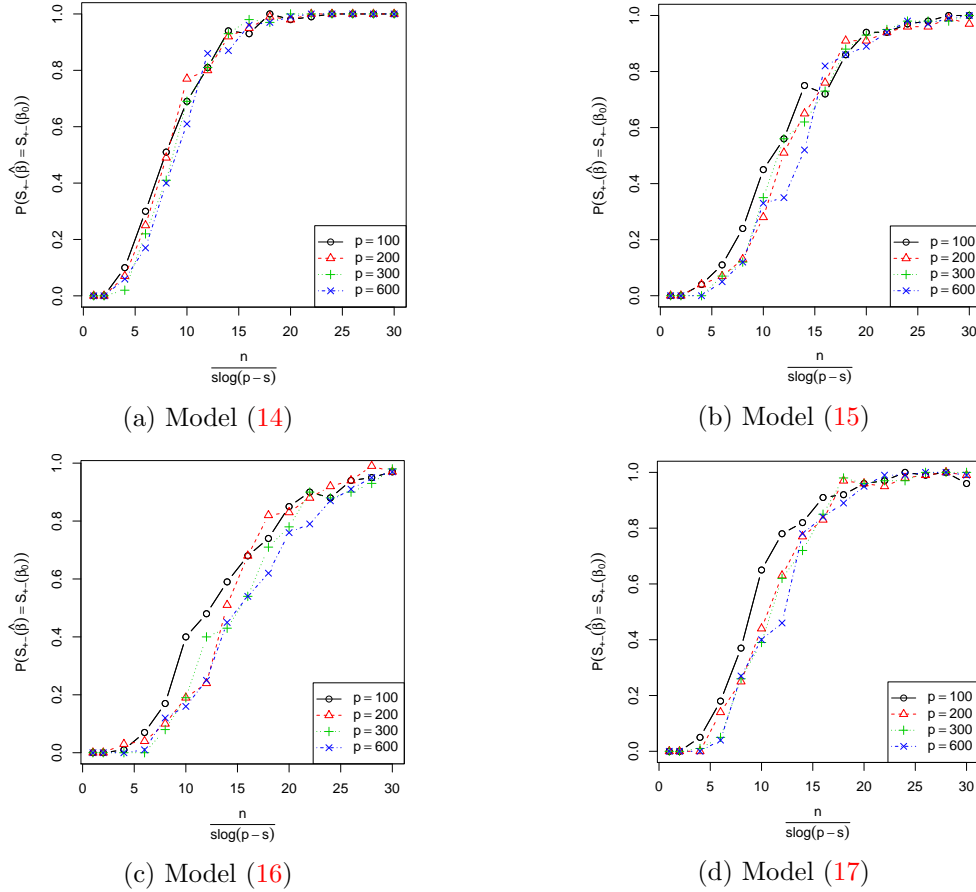 P(S+−(β̂) = S+−(β0))
1.0
0.8
0.6
0.4
0.2
0.0
p = 100
p = 200
p = 300
p = 600
0 5 10 15 20 25 30
n
slog(p − s)
(a) Model (14)
P(S+−(β̂) = S+−(β0))
1.0
0.8
0.6
0.4
0.2
0.0
p = 100
p = 200
p = 300
p = 600
0 5 10 15 20 25 30
n
slog(p − s)
(b) Model (15)
P(S+−(β̂) = S+−(β0))
1.0
0.8
0.6
0.4
0.2
0.0
p = 100
p = 200
p = 300
p = 600
0 5 10 15 20 25 30
n
slog(p − s)
(c) Model (16)
P(S+−(β̂) = S+−(β0))
1.0
0.8
0.6
0.4
0.2
0.0
p = 100
p = 200
p = 300
p = 600
0 5 10 15 20 25 30
n
slog(p − s)
(d) Model (17)